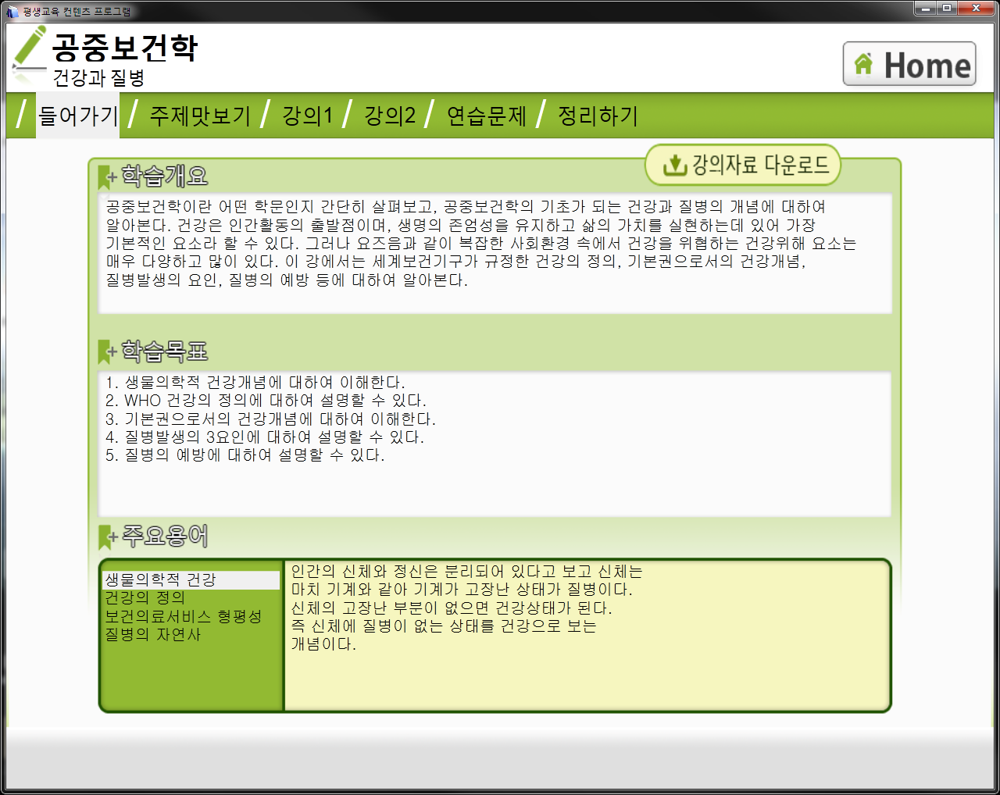 평생교육 컨텐츠 프로그램
공중보건학
건강과 질병
Home
/ 들어가기 / 주제맛보기 / 강의1 / 강의2 / 연습문제 / 정리하기
강의자료 다운로드
학습개요
공중보건학이란 어떤 학문인지 간단히 살펴보고, 공중보건학의 기초가 되는 건강과 질병의 개념에 대하여
알아본다. 건강은 인간활동의 출발점이며, 생명의 존엄성을 유지하고 삶의 가치를 실현하는데 있어 가장
기본적인 요소라 할 수 있다. 그러나 요즈음과 같이 복잡한 사회환경 속에서 건강을 위협하는 건강위해 요소는
매우 다양하고 많이 있다. 이 강에서는 세계보건기구가 규정한 건강의 정의, 기본권으로서의 건강개념,
질병발생의 요인, 질병의 예방 등에 대하여 알아본다.
학습목표
1. 생물의학적 건강개념에 대하여 이해한다.
2. WHO 건강의 정의에 대하여 설명할 수 있다.
3. 기본권으로서의 건강개념에 대하여 이해한다.
4. 질병발생의 3요인에 대하여 설명할 수 있다.
5. 질병의 예방에 대하여 설명할 수 있다.
주요용어
생물의학적 건강
건강의 정의
보건의료서비스 형평성
질병의 자연사
인간의 신체와 정신은 분리되어 있다고 보고 신체는
마치 기계와 같아 기계가 고장난 상태가 질병이다.
신체의 고장난 부분이 없으면 건강상태가 된다.
즉 신체에 질병이 없는 상태를 건강으로 보는
개념이다.